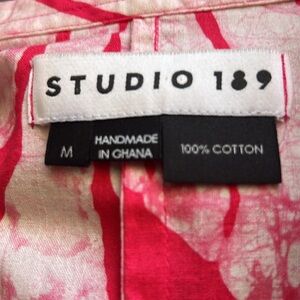 STUDIO 189
M
HANDMADE
IN GHANA
100% COTTON